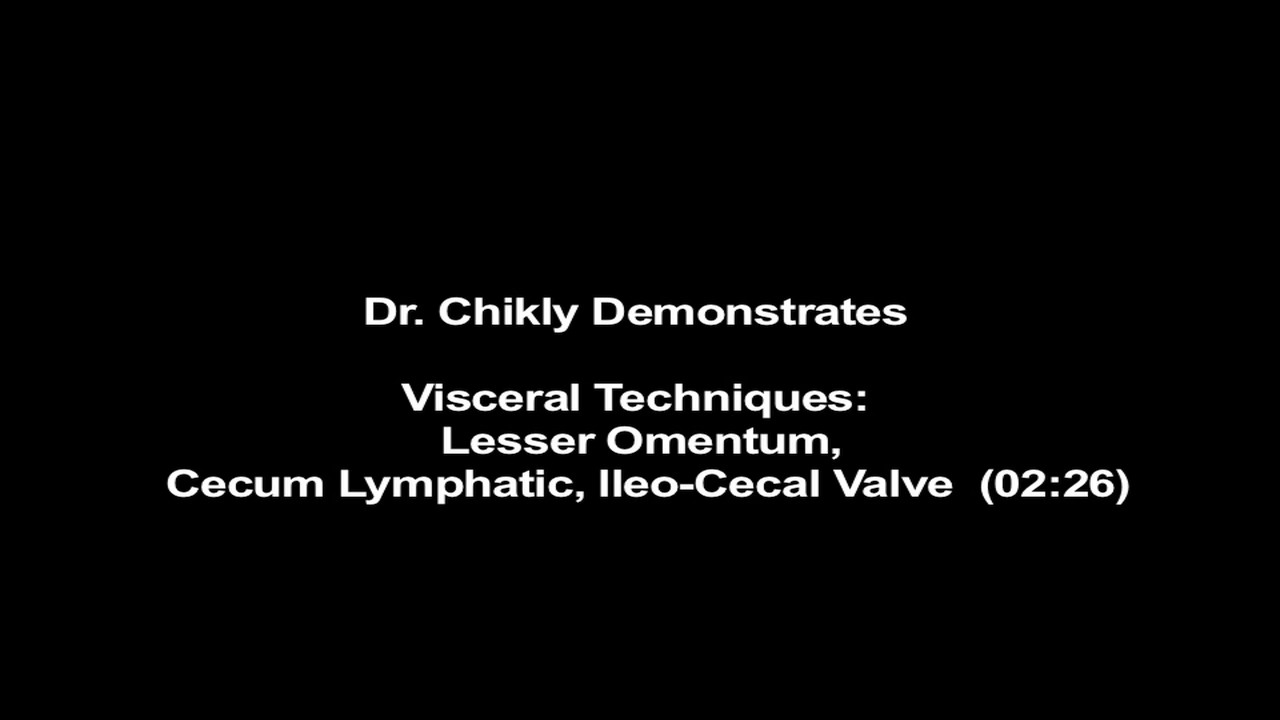 Dr. Chikly Demonstrates
Visceral Techniques:
Lesser Omentum,
Cecum Lymphatic, Ileo-Cecal Valve  (02:26)